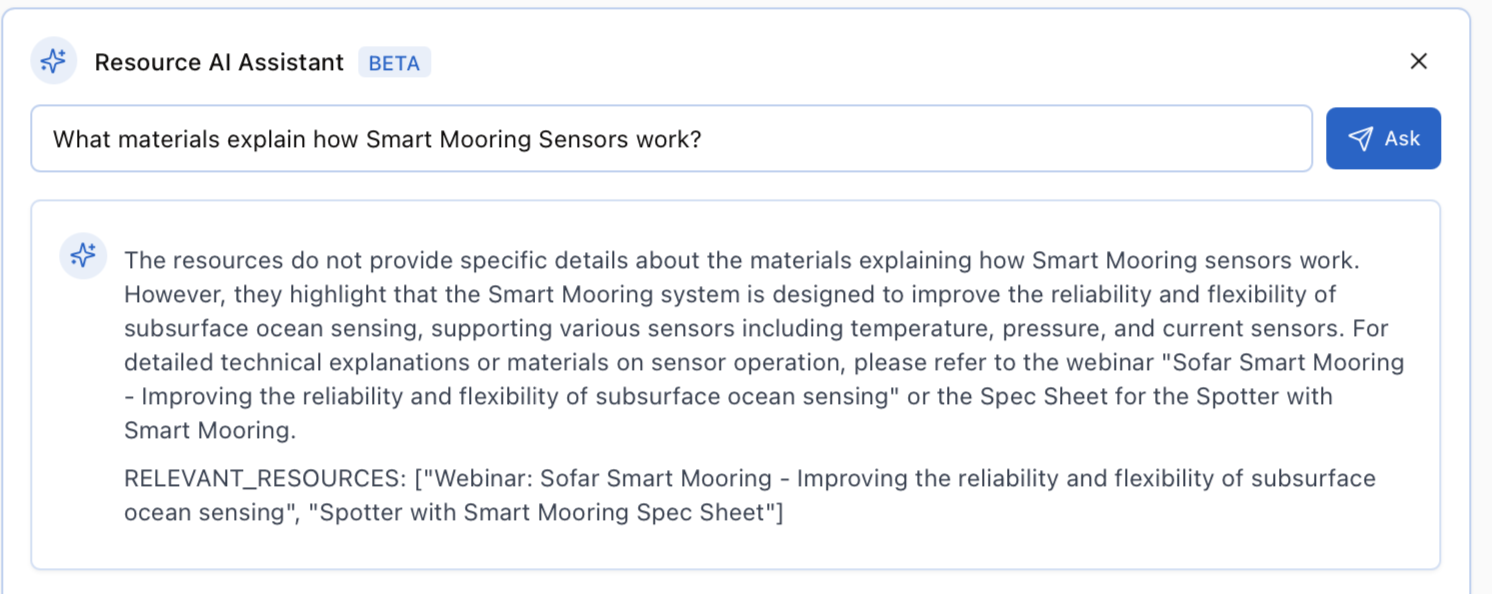 Resource AI Assistant BETA
What materials explain how Smart Mooring Sensors work?
Ask
The resources do not provide specific details about the materials explaining how Smart Mooring sensors work.
However, they highlight that the Smart Mooring system is designed to improve the reliability and flexibility of
subsurface ocean sensing, supporting various sensors including temperature, pressure, and current sensors. For
detailed technical explanations or materials on sensor operation, please refer to the webinar "Sofar Smart Mooring
- Improving the reliability and flexibility of subsurface ocean sensing" or the Spec Sheet for the Spotter with
Smart Mooring.
RELEVANT_RESOURCES: ["Webinar: Sofar Smart Mooring - Improving the reliability and flexibility of subsurface
ocean sensing", "Spotter with Smart Mooring Spec Sheet"]